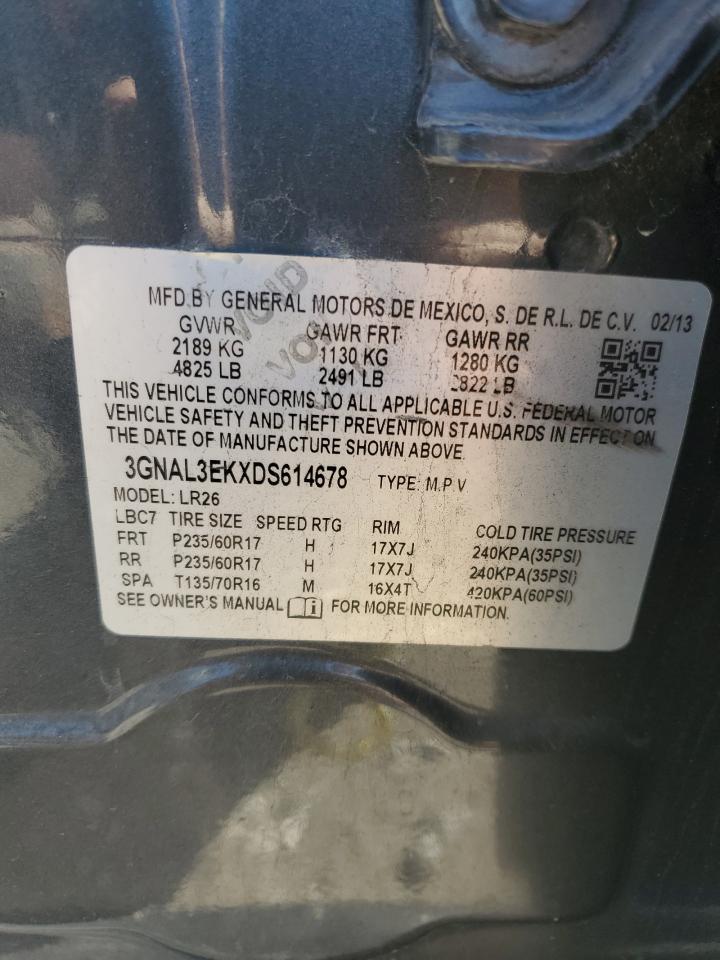 MFD.BY GENERAL MOTORS DE MEXICO, S. DE R.L. DE C.V. 02/13
GVWR GAWR FRT GAWR RR
2189 KG 1130 KG 1280 KG
4825 LB 2491 LB 2822 LB
THIS VEHICLE CONFORMS TO ALL APPLICABLE U.S. FEDERAL MOTOR
VEHICLE SAFETY AND THEFT PREVENTION STANDARDS IN EFFECT ON
THE DATE OF MANUFACTURE SHOWN ABOVE.
3GNAL3EKXDS614678 TYPE: M.P.V
MODEL: LR26
LBC7 TIRE SIZE SPEED RTG RIM COLD TIRE PRESSURE
FRT P235/60R17 H 17X7J 240KPA(35PSI)
RR P235/60R17 H 17X7J 240KPA(35PSI)
SPA T135/70R16 M 16X4T 420KPA(60PSI)
SEE OWNER'S MANUAL i FOR MORE INFORMATION.
VOID